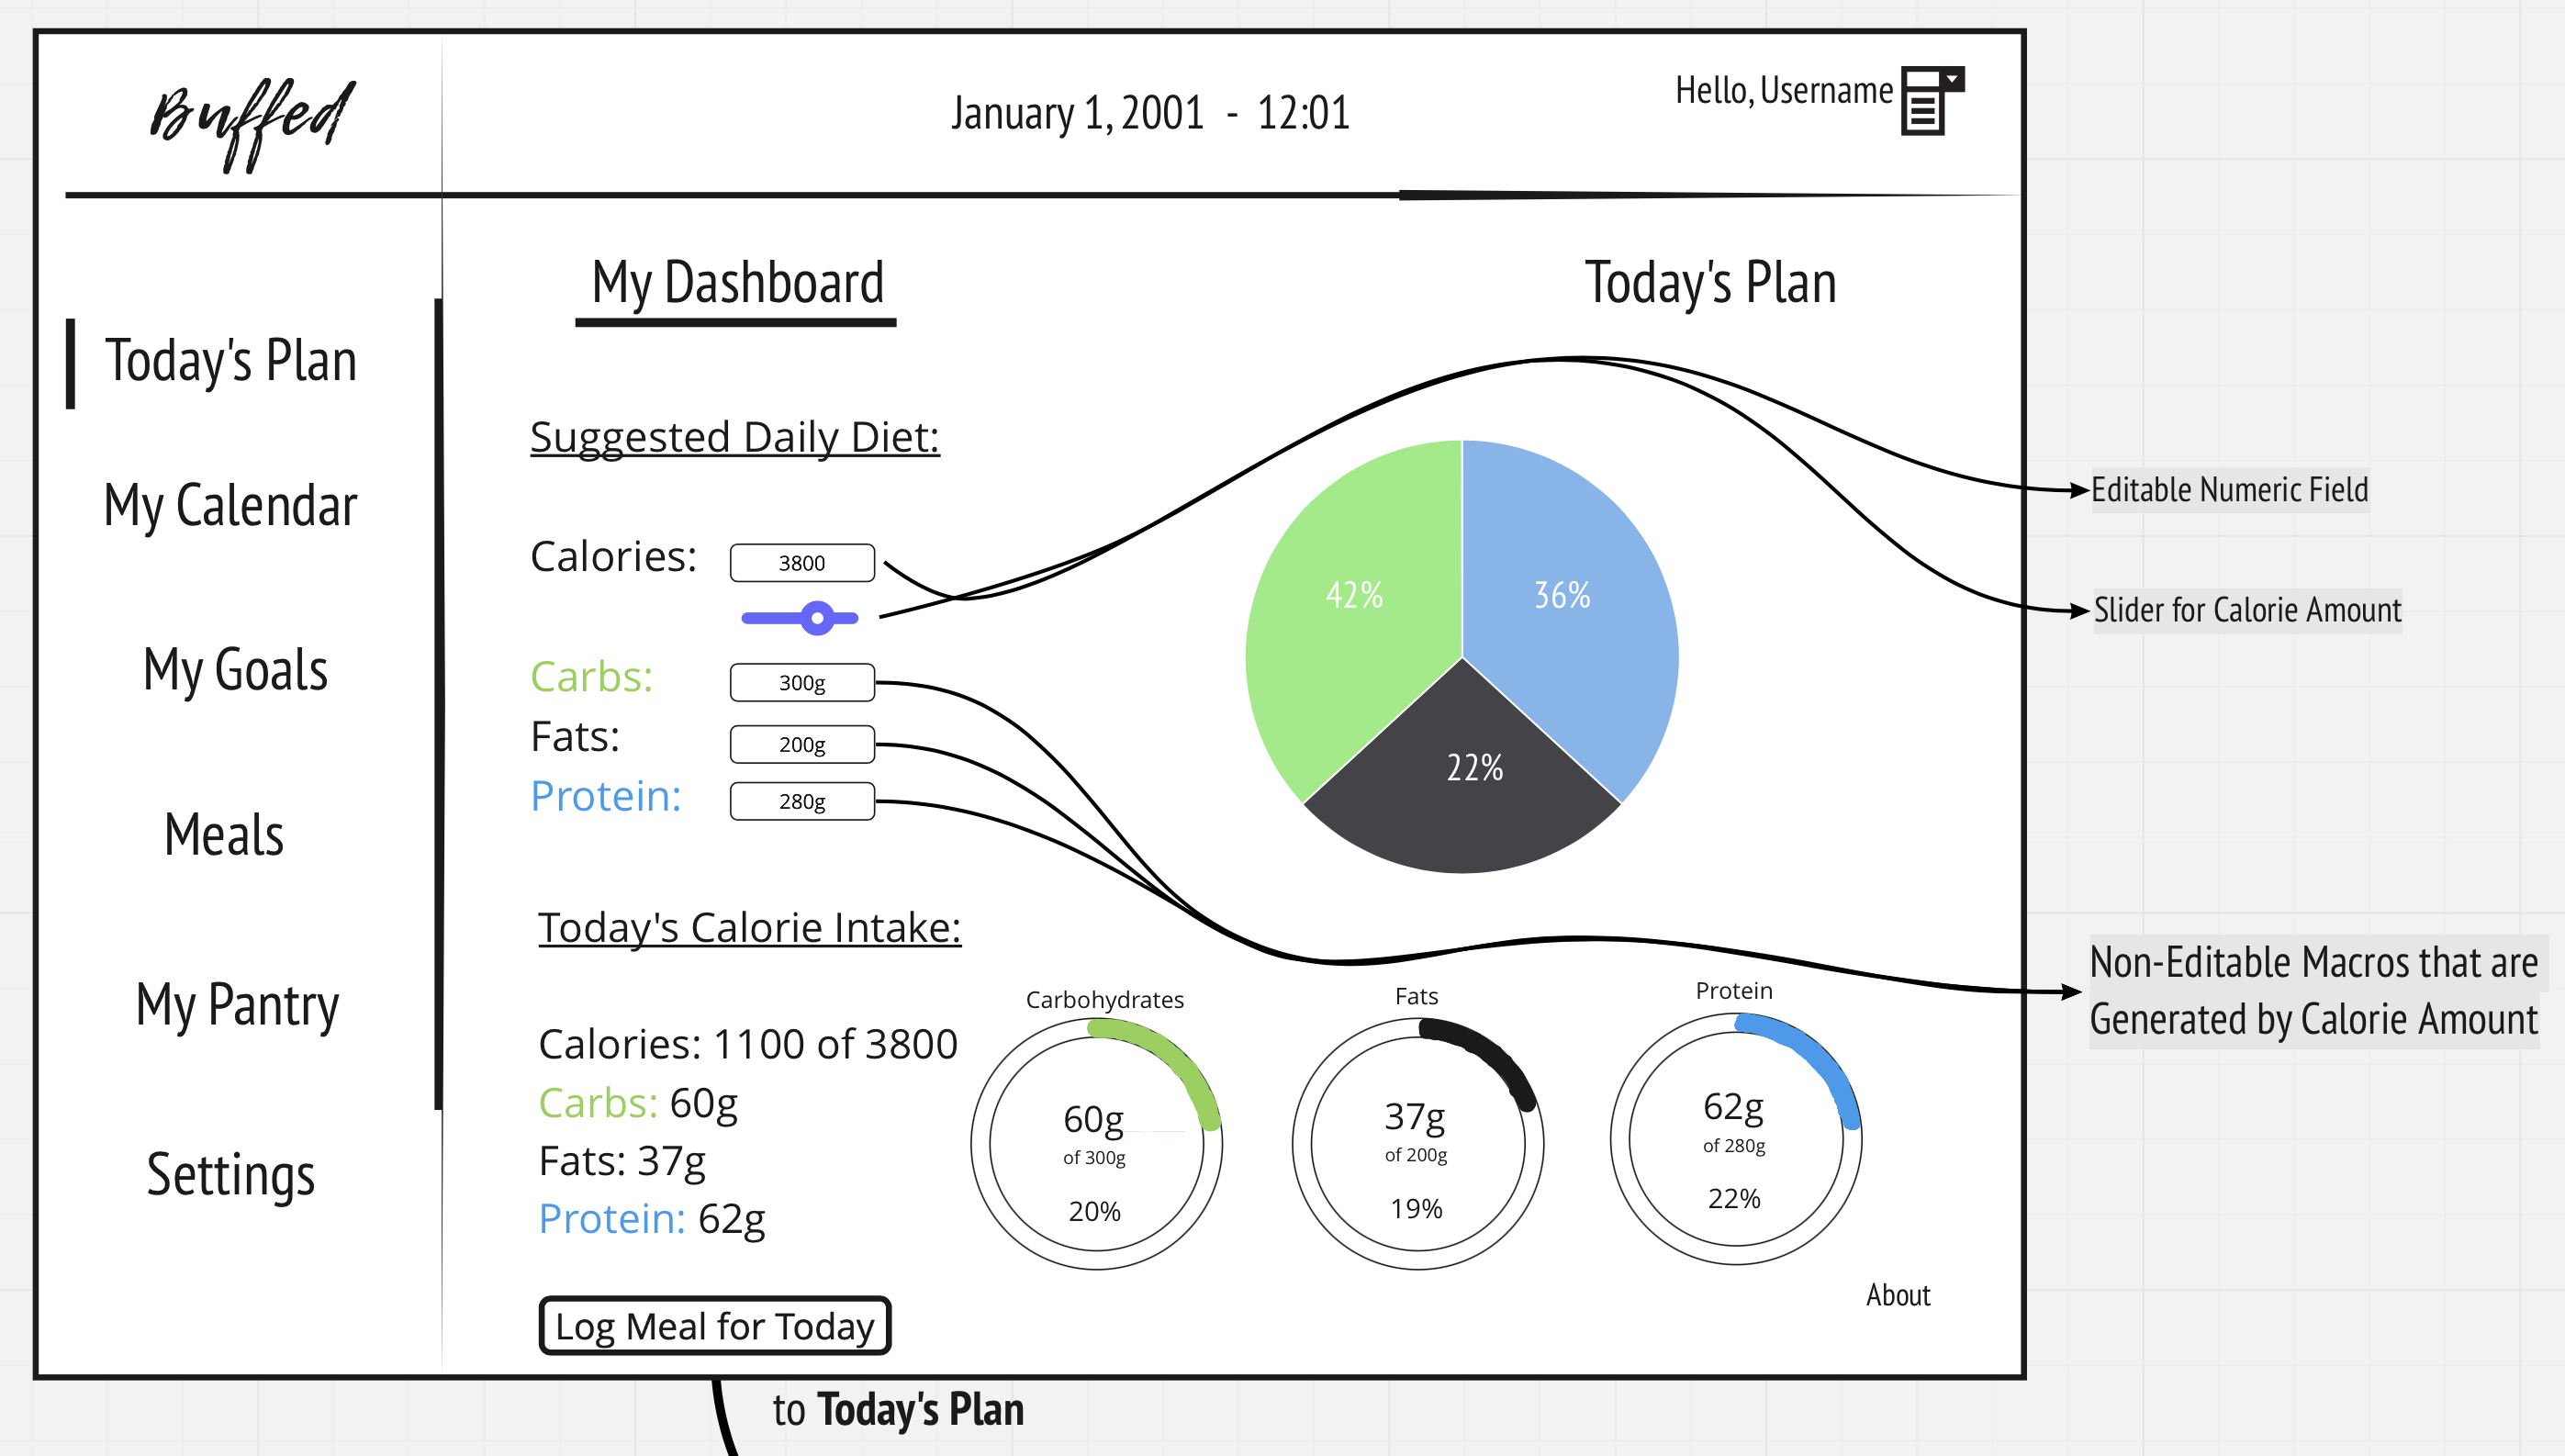 Buffed
January 1, 2001 - 12:01
Hello, Username
Today's Plan
My Calendar
My Goals
Meals
My Pantry
Settings
My Dashboard
Today's Plan
Suggested Daily Diet:
Calories: 3800
Carbs: 300g
Fats: 200g
Protein: 280g
42%
36%
22%
Editable Numeric Field
Slider for Calorie Amount
Non-Editable Macros that are
Generated by Calorie Amount
Today's Calorie Intake:
Calories: 1100 of 3800
Carbs: 60g
Fats: 37g
Protein: 62g
Carbohydrates
60g
of 300g
20%
Fats
37g
of 200g
19%
Protein
62g
of 280g
22%
Log Meal for Today
About
to Today's Plan